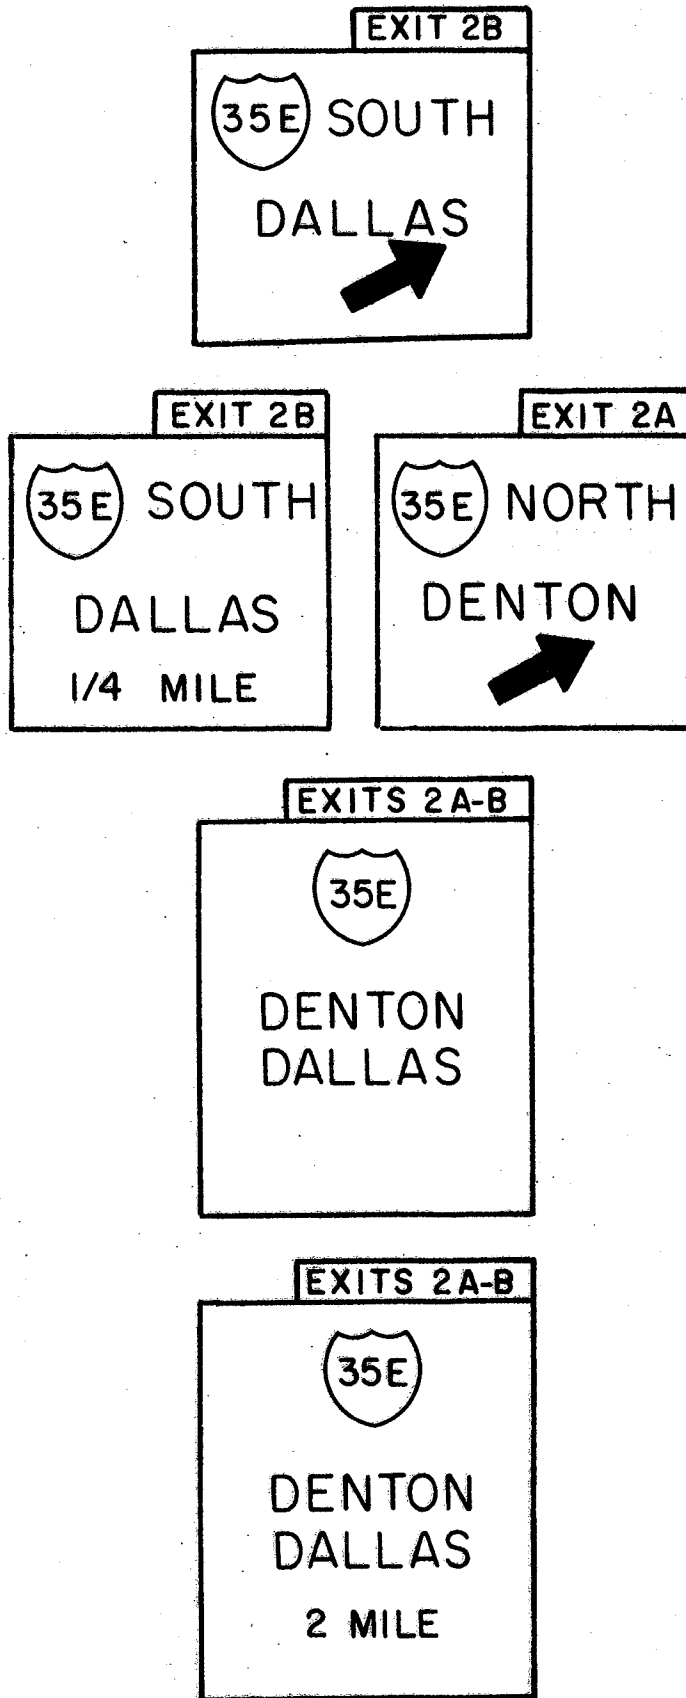 EXIT 2B
35E SOUTH
DALLAS
EXIT 2B
35E SOUTH
DALLAS
1/4 MILE
EXIT 2A
35E NORTH
DENTON
EXITS 2A-B
35E
DENTON
DALLAS
EXITS 2A-B
35E
DENTON
DALLAS
2 MILE